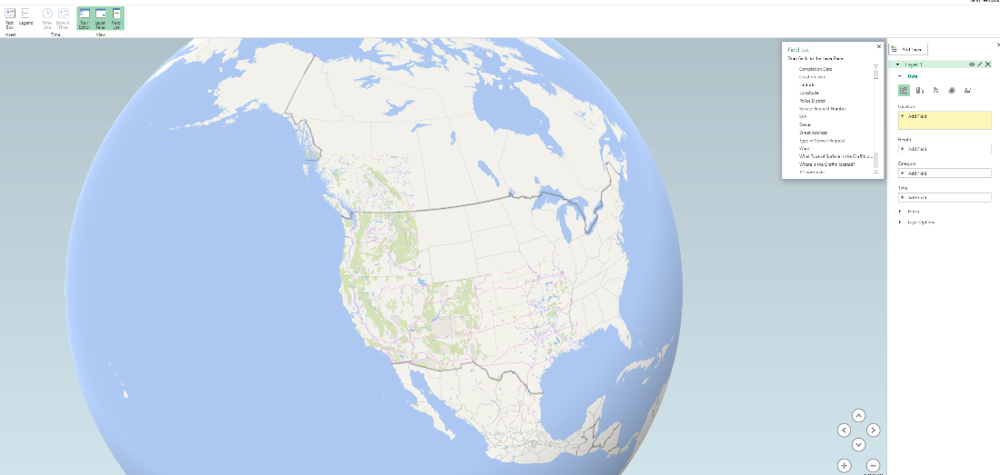 Send Feedback
Text Box
Legend
Time Line
Date & Time
Tour Editor
Layer Pane
Field List
Insert
Time
View
Field List
Drag fields to the Layer Pane.
Completion Date
Creation Date
Latitude
Longitude
Police District
Service Request Number
SSA
Status
Street Address
Type of Service Request
Ward
What Type of Surface is the Graffiti o...
Where is the Graffiti located?
X Coordinate
Add Layer
Layer 1
Data
Location
Add Field
Height
Add Field
Category
Add Field
Time
Add Field
Filters
Layer Options